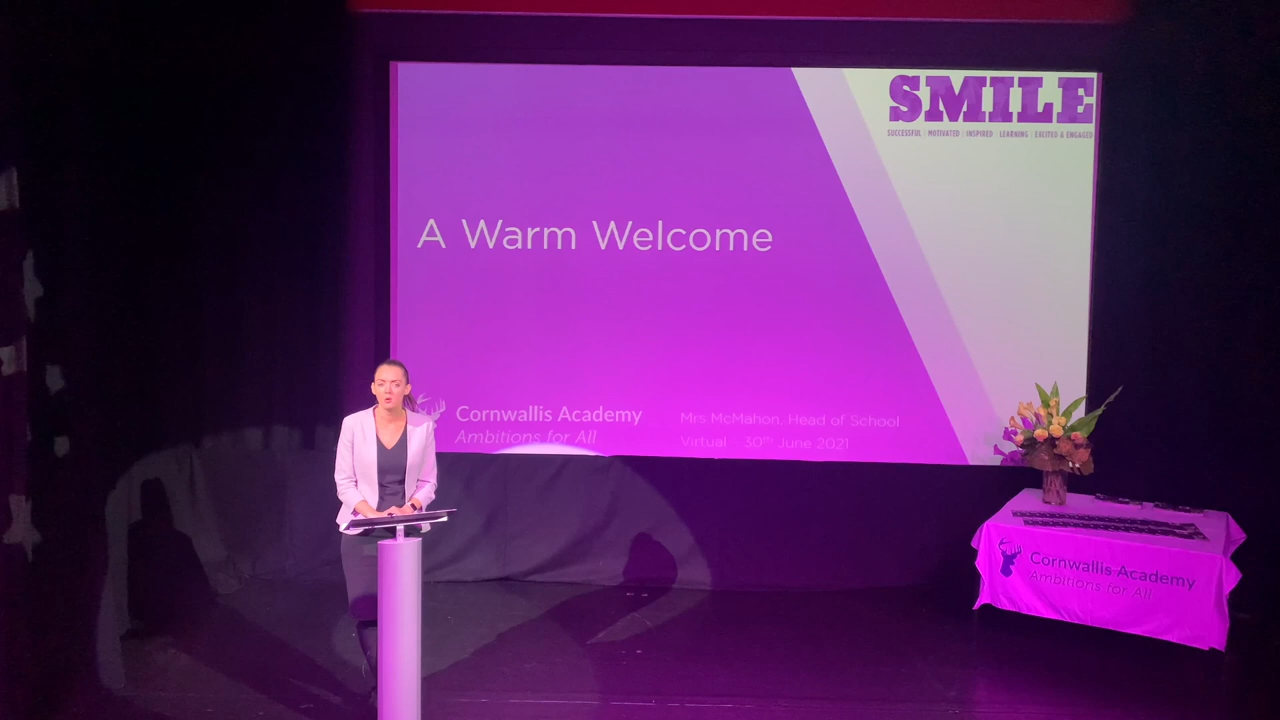 SMILE
SUCCESSFUL | MOTIVATED | INSPIRED | LEARNING | EXCITED & ENGAGED
A Warm Welcome
Cornwallis Academy
Ambitions for All
Mrs McMahon, Head of School
Virtual – 30th June 2021
Cornwallis Academy
Ambitions for All